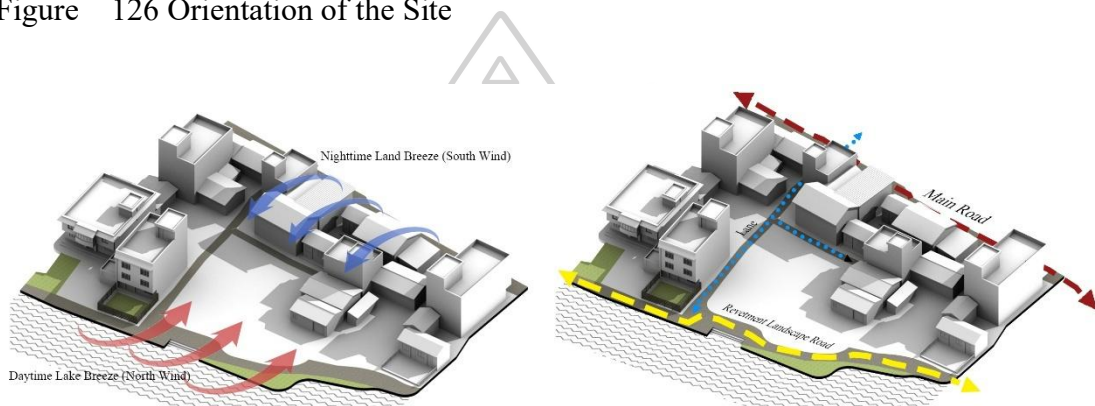 Figure 126 Orientation of the Site
Nighttime Land Breeze (South Wind)
Daytime Lake Breeze (North Wind)
Main Road
Lane
Revetment Landscape Road